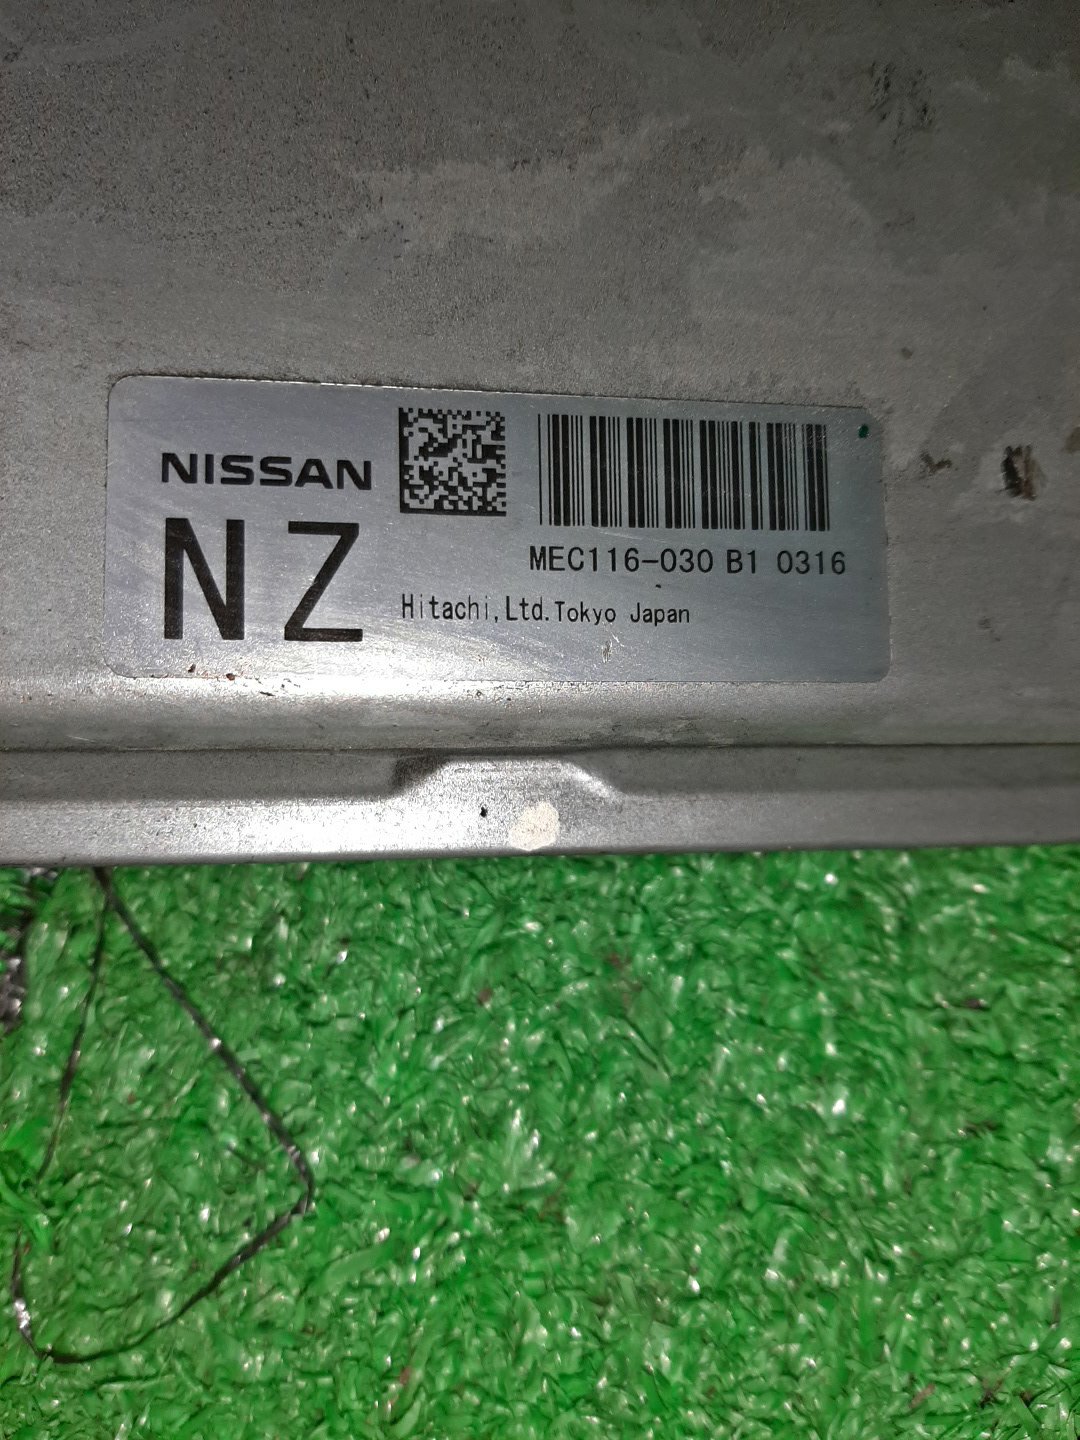 NISSAN
NZ
MEC116-030 B1 0316
Hitachi,Ltd.Tokyo Japan